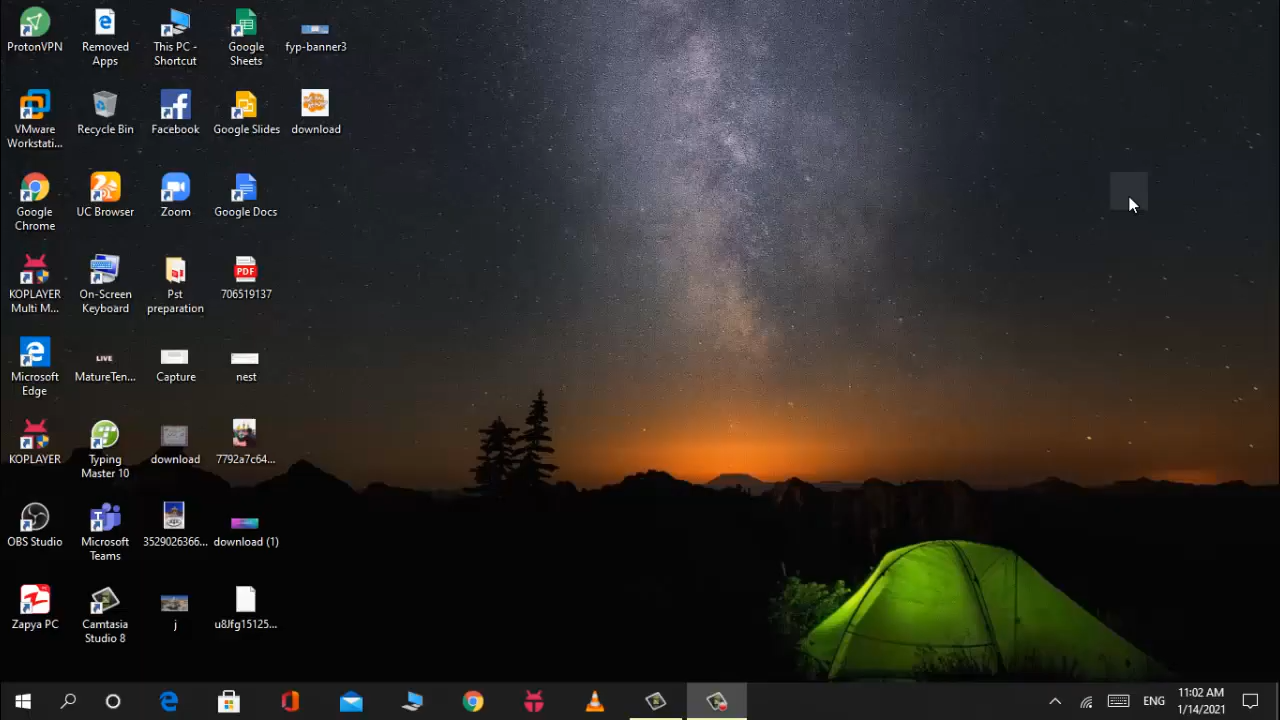 ProtonVPN
Removed
Apps
This PC -
Shortcut
Google
Sheets
fyp-banner3
VMware
Workstati...
Recycle Bin
Facebook
Google Slides
download
Google
Chrome
UC Browser
Zoom
Google Docs
KOPLAYER
Multi M...
On-Screen
Keyboard
Pst
preparation
PDF
706519137
Microsoft
Edge
LIVE
MatureTen...
Capture
nest
KOPLAYER
Typing
Master 10
download
7792a7c64...
OBS Studio
Microsoft
Teams
3529026366...
download (1)
Zapya PC
Camtasia
Studio 8
j
u8Jfg15125...
ENG
11:02 AM
1/14/2021